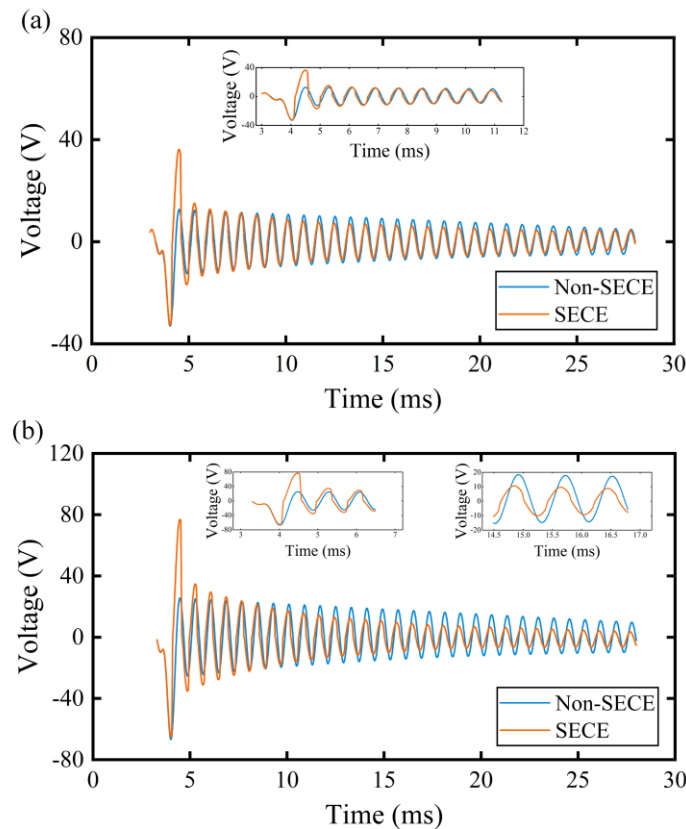 (a)
80
40
0
-40
Voltage (V)
0 5 10 15 20 25 30
Time (ms)
40
0
-40
Voltage (V)
3 4 5 6 7 8 9 10 11 12
Time (ms)
Non-SECE
SECE
(b)
120
80
40
0
-40
-80
Voltage (V)
0 5 10 15 20 25 30
Time (ms)
80
40
0
-40
-80
Voltage (V)
3 4 5 6 7
Time (ms)
20
10
0
-10
-20
Voltage (V)
14.5 15.0 15.5 16.0 16.5 17.0
Time (ms)
Non-SECE
SECE